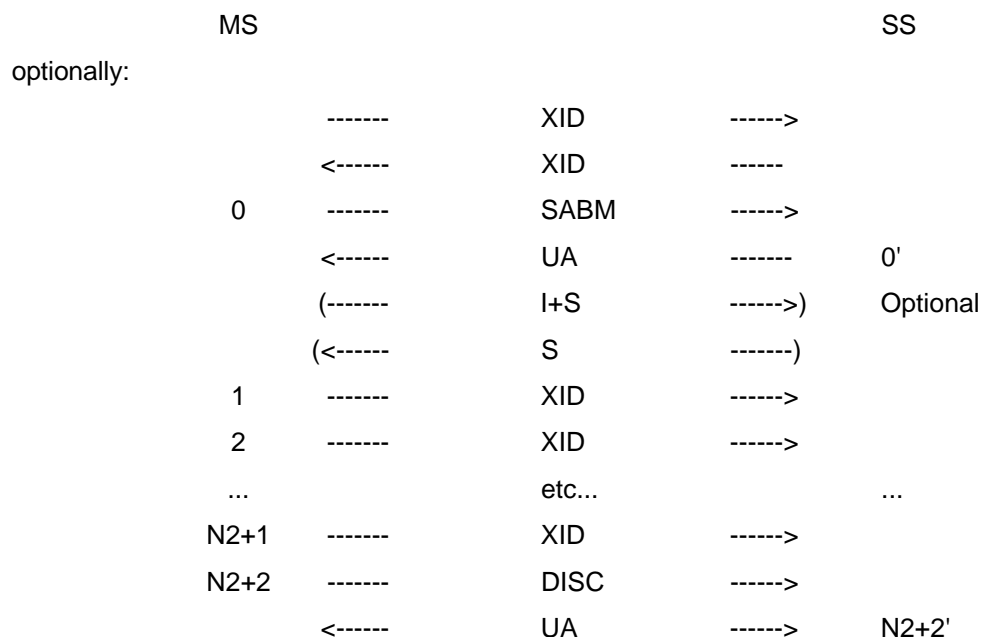 MS SS
optionally:
------- XID ------>
<------ XID ------
0 ------- SABM ------>
<------ UA ------- 0'
(------- I+S ------>) Optional
(<------ S -------)
1 ------- XID ------>
2 ------- XID ------>
... etc... ...
N2+1 ------- XID ------>
N2+2 ------- DISC ------>
<------ UA ------> N2+2'